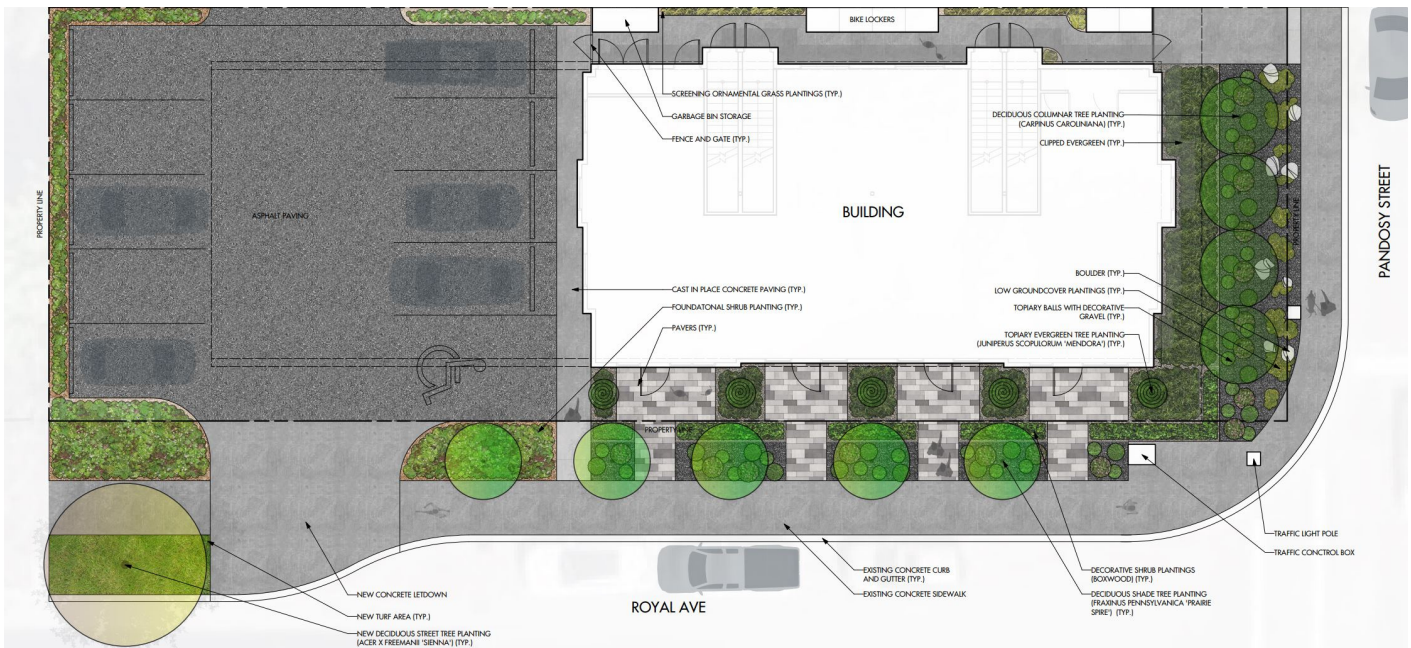 BIKE LOCKERS
SCREENING ORNAMENTAL GRASS PLANTINGS (TYP.)
GARBAGE BIN STORAGE
FENCE AND GATE (TYP.)
DECIDUOUS COLUMNAR TREE PLANTING
(CARPINUS CAROLINIANA) (TYP.)
CLIPPED EVERGREEN (TYP.)
PROPERTY LINE
ASPHALT PAVING
BUILDING
PROPERTY LINE
PANDOSY STREET
CAST IN PLACE CONCRETE PAVING (TYP.)
FOUNDATONAL SHRUB PLANTING (TYP.)
PAVERS (TYP.)
BOULDER (TYP.)
LOW GROUNDCOVER PLANTINGS (TYP.)
TOPIARY BALLS WITH DECORATIVE
GRAVEL (TYP.)
TOPIARY EVERGREEN TREE PLANTING
(JUNIPERUS SCOPULORUM 'MENDORA') (TYP.)
PROPERTY LINE
TRAFFIC LIGHT POLE
TRAFFIC CONCTROL BOX
EXISTING CONCRETE CURB
AND GUTTER (TYP.)
EXISTING CONCRETE SIDEWALK
DECORATIVE SHRUB PLANTINGS
(BOXWOOD) (TYP.)
DECIDUOUS SHADE TREE PLANTING
(FRAXINUS PENNSYLVANICA 'PRAIRIE
SPIRE') (TYP.)
ROYAL AVE
NEW CONCRETE LETDOWN
NEW TURF AREA (TYP.)
NEW DECIDUOUS STREET TREE PLANTING
(ACER X FREEMANII 'SIENNA') (TYP.)